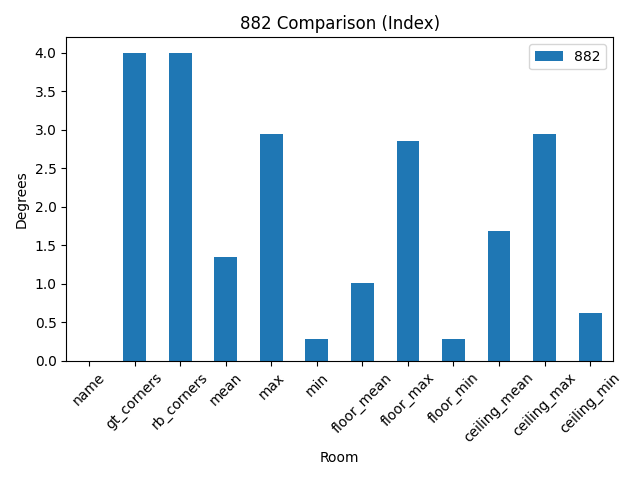 882 Comparison (Index)
882
Degrees
4.0
3.5
3.0
2.5
2.0
1.5
1.0
0.5
0.0
name
gt_corners
rb_corners
mean
max
min
floor_mean
floor_max
floor_min
ceiling_mean
ceiling_max
ceiling_min
Room